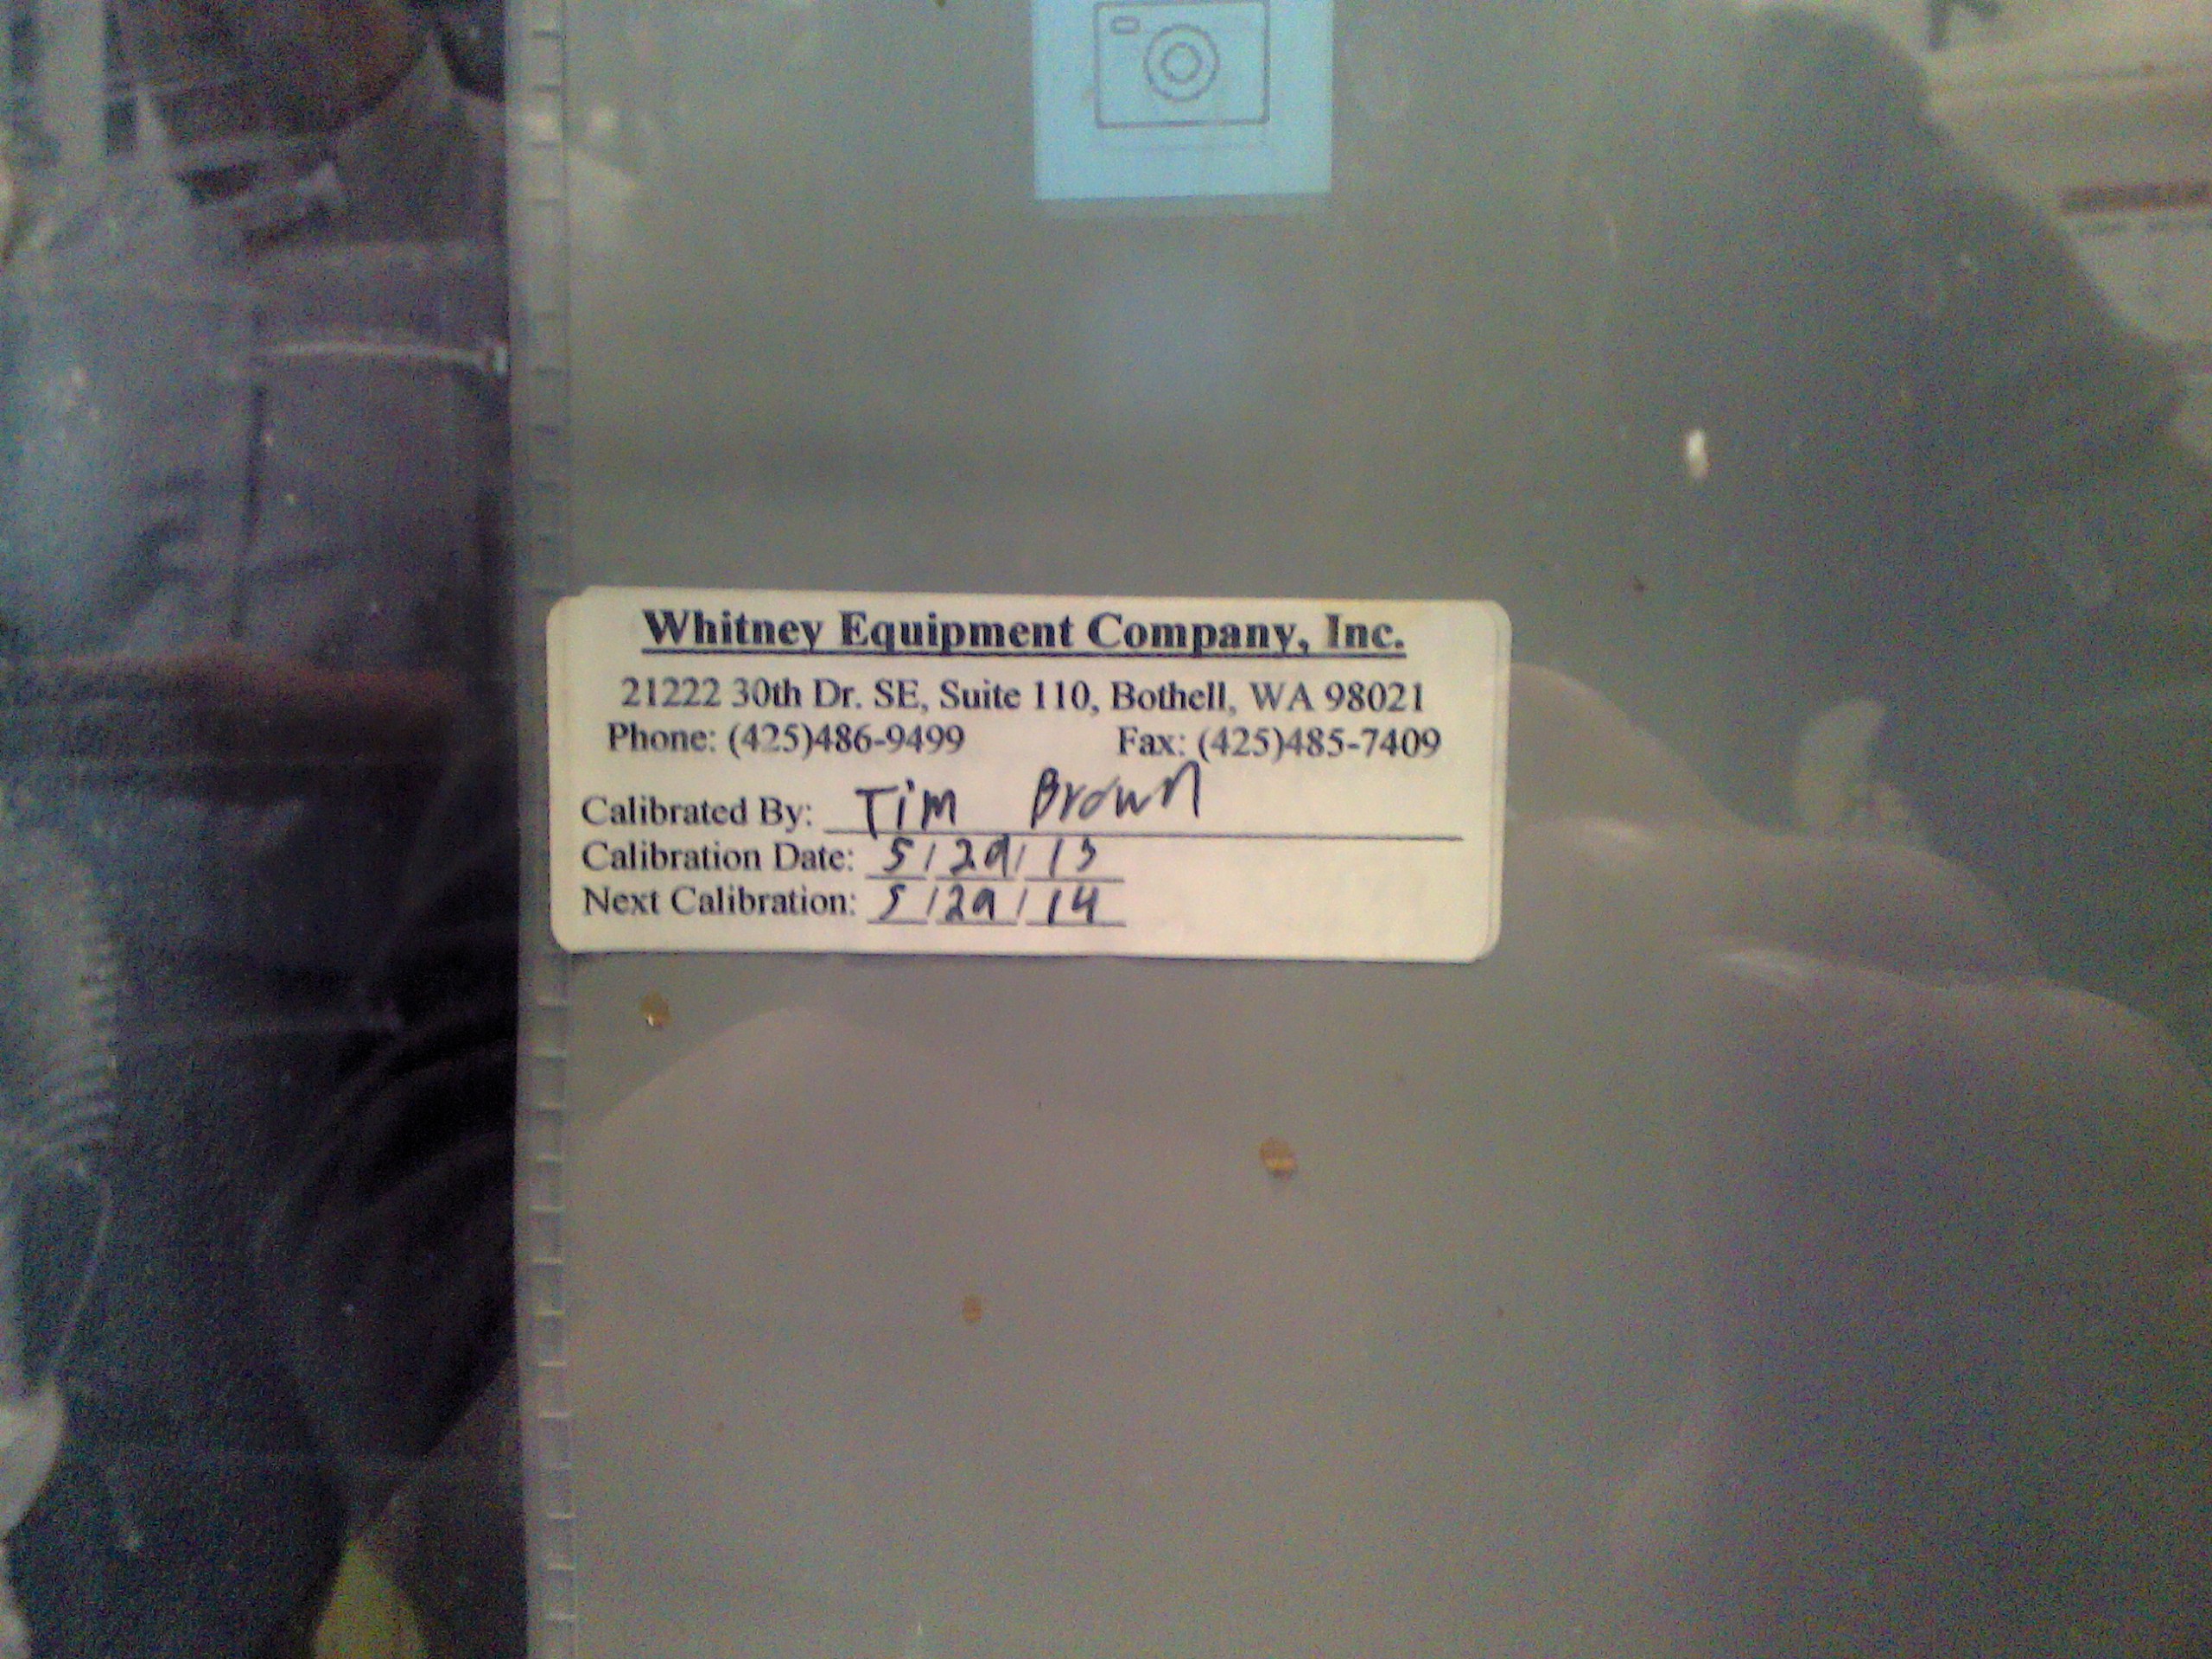 Whitney Equipment Company, Inc.
21222 30th Dr. SE, Suite 110, Bothell, WA 98021
Phone: (425)486-9499 Fax: (425)485-7409
Calibrated By: Tim Brown
Calibration Date: 5/29/13
Next Calibration: 5/29/14